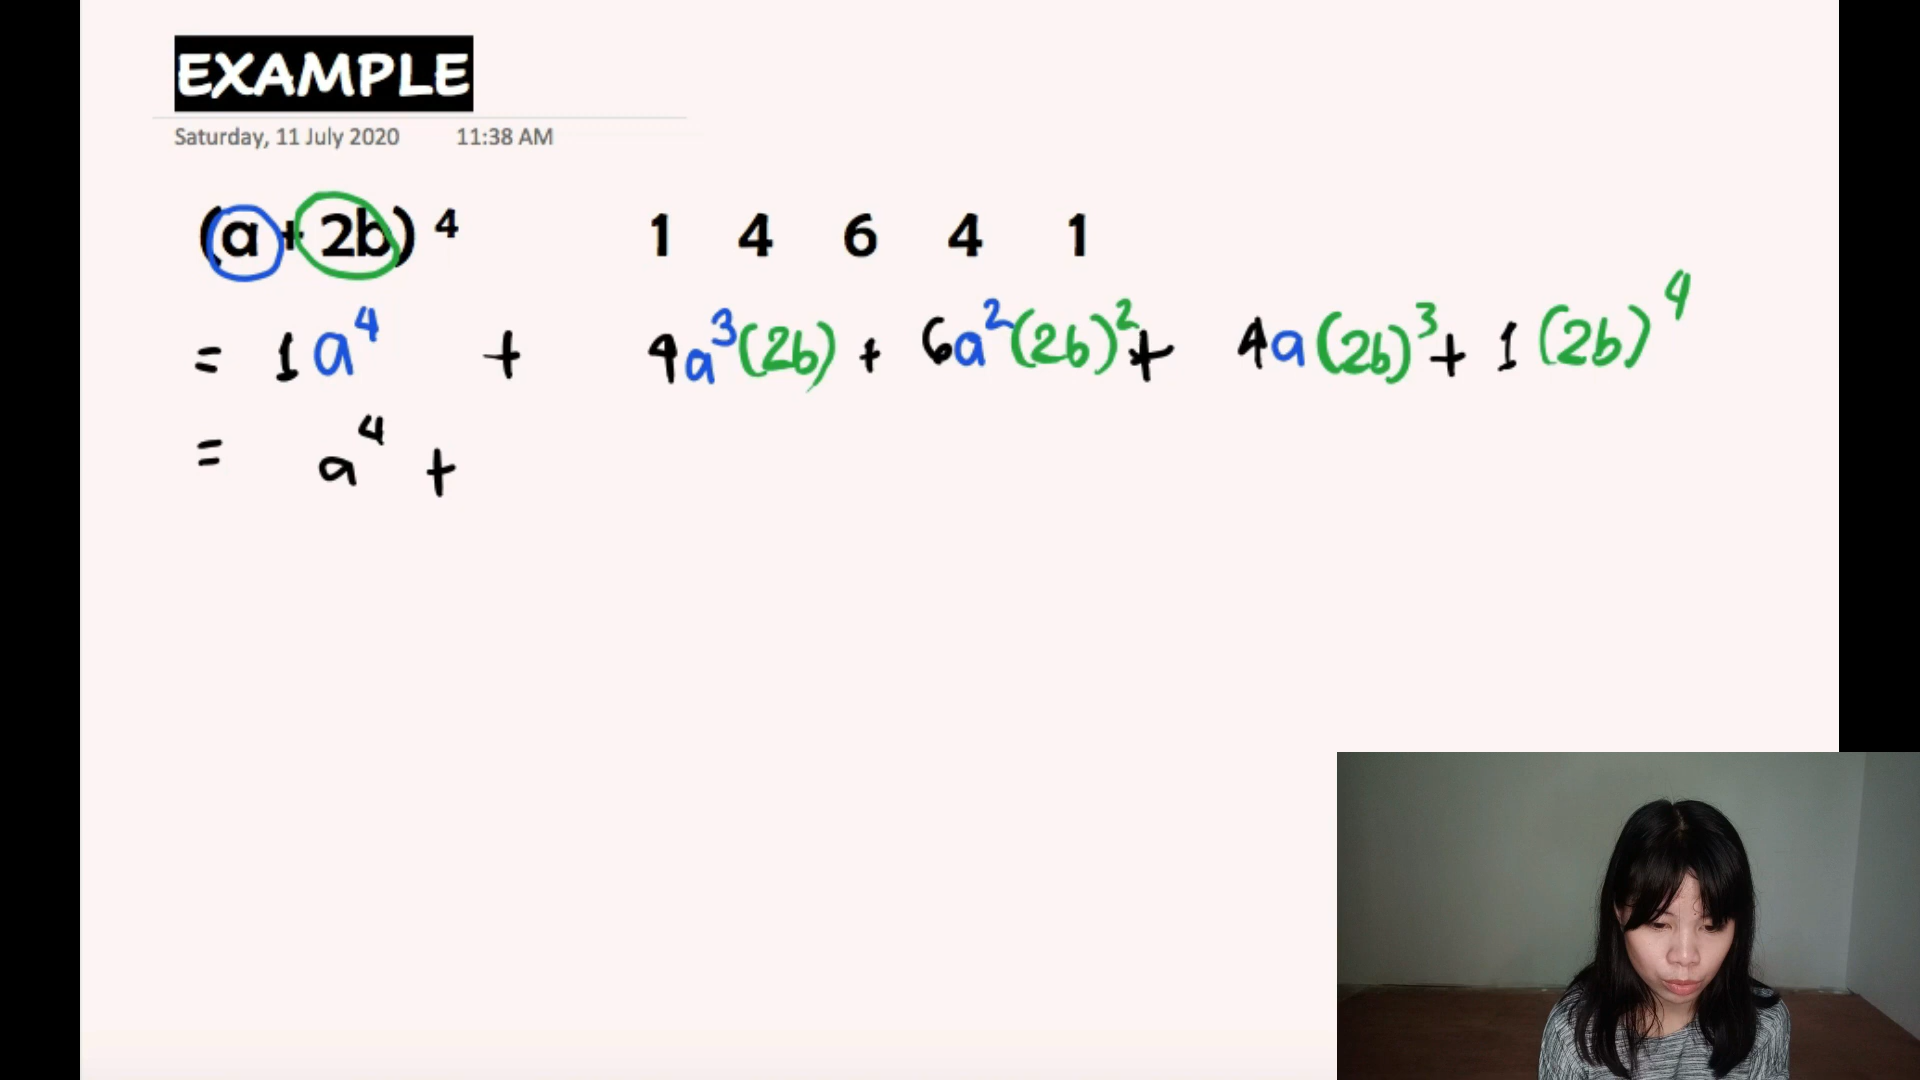 EXAMPLE
Saturday, 11 July 2020 11:38 AM
(a + 2b) ⁴ 1 4 6 4 1
= 1a⁴ + 4a³(2b) + 6a²(2b)² + 4a(2b)³ + 1(2b)⁴
= a⁴ +